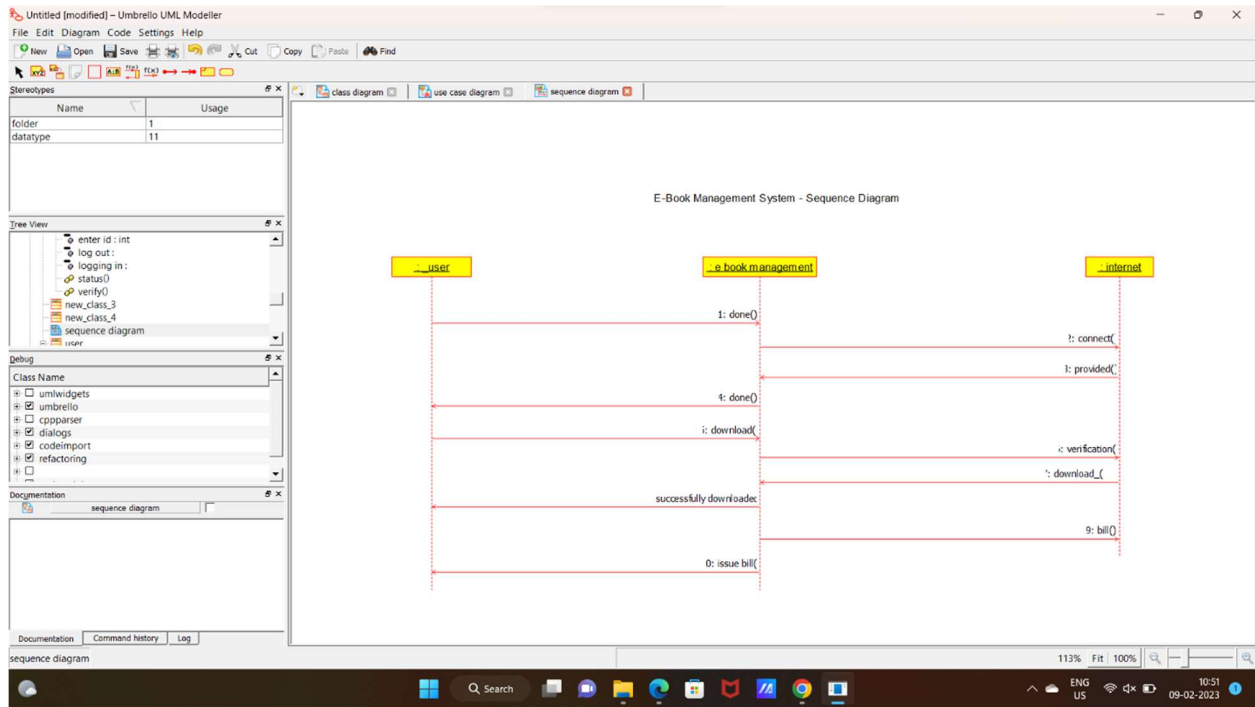 Untitled [modified] – Umbrello UML Modeller
File Edit Diagram Code Settings Help
New Open Save Cut Copy Paste Find
Stereotypes
Name Usage
folder 1
datatype 11
class diagram use case diagram sequence diagram
E-Book Management System - Sequence Diagram
Tree View
enter id : int
log out :
logging in :
status()
verify()
new_class_3
new_class_4
sequence diagram
user
Debug
Class Name
umlwidgets
umbrello
cppparser
dialogs
codeimport
refactoring
Documentation
sequence diagram
Documentation Command history Log
sequence diagram
.:_user
.: e book management
.: internet
1: done()
: connect(
: provided(
4: done()
: download(
: verification(
: download_(
successfully downloaded
9: bill()
0: issue bill(
113% Fit 100%
Search
ENG
US
10:51
09-02-2023
1